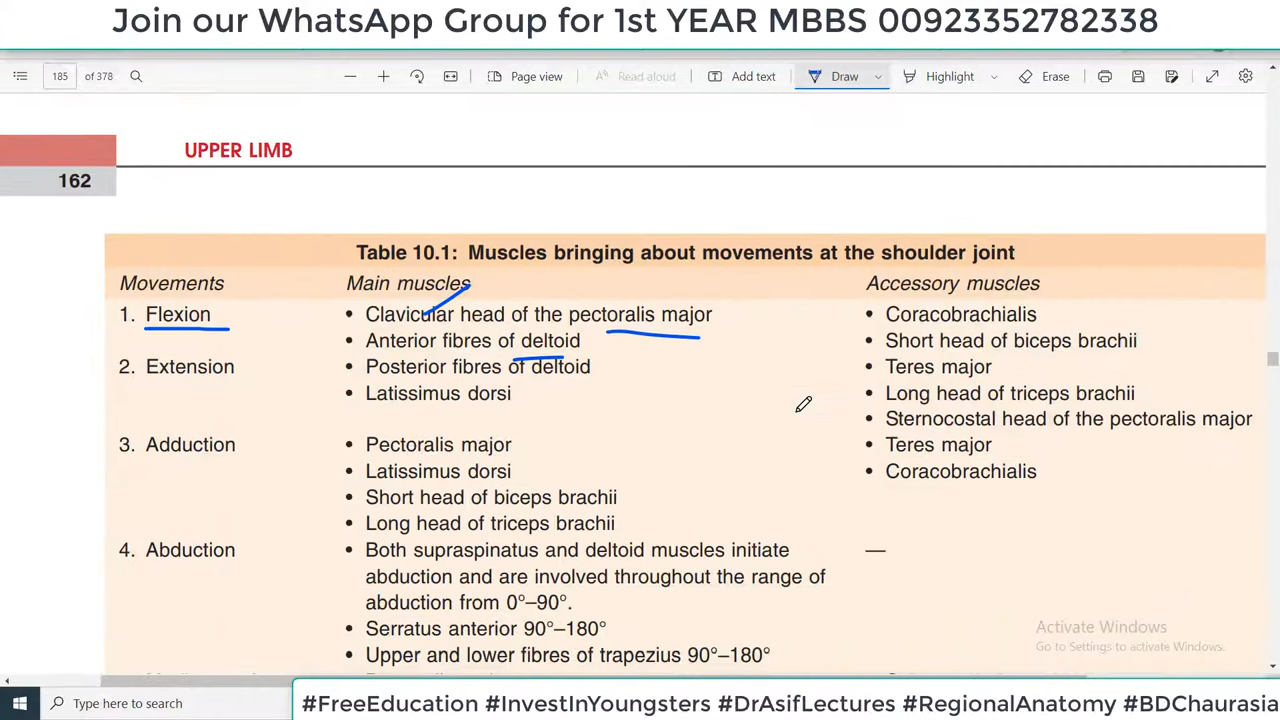 Join our WhatsApp Group for 1st YEAR MBBS 00923352782338
185 of 378 Page view Read aloud Add text Draw Highlight Erase
UPPER LIMB
162
Table 10.1: Muscles bringing about movements at the shoulder joint
Movements Main muscles Accessory muscles
1. Flexion • Clavicular head of the pectoralis major • Coracobrachialis
• Anterior fibres of deltoid • Short head of biceps brachii
2. Extension • Posterior fibres of deltoid • Teres major
• Latissimus dorsi • Long head of triceps brachii
• Sternocostal head of the pectoralis major
3. Adduction • Pectoralis major • Teres major
• Latissimus dorsi • Coracobrachialis
• Short head of biceps brachii
• Long head of triceps brachii
4. Abduction • Both supraspinatus and deltoid muscles initiate —
abduction and are involved throughout the range of
abduction from 0°–90°.
• Serratus anterior 90°–180°
• Upper and lower fibres of trapezius 90°–180°
Activate Windows
Go to Settings to activate Windows.
Type here to search
#FreeEducation #InvestInYoungsters #DrAsifLectures #RegionalAnatomy #BDChaurasia